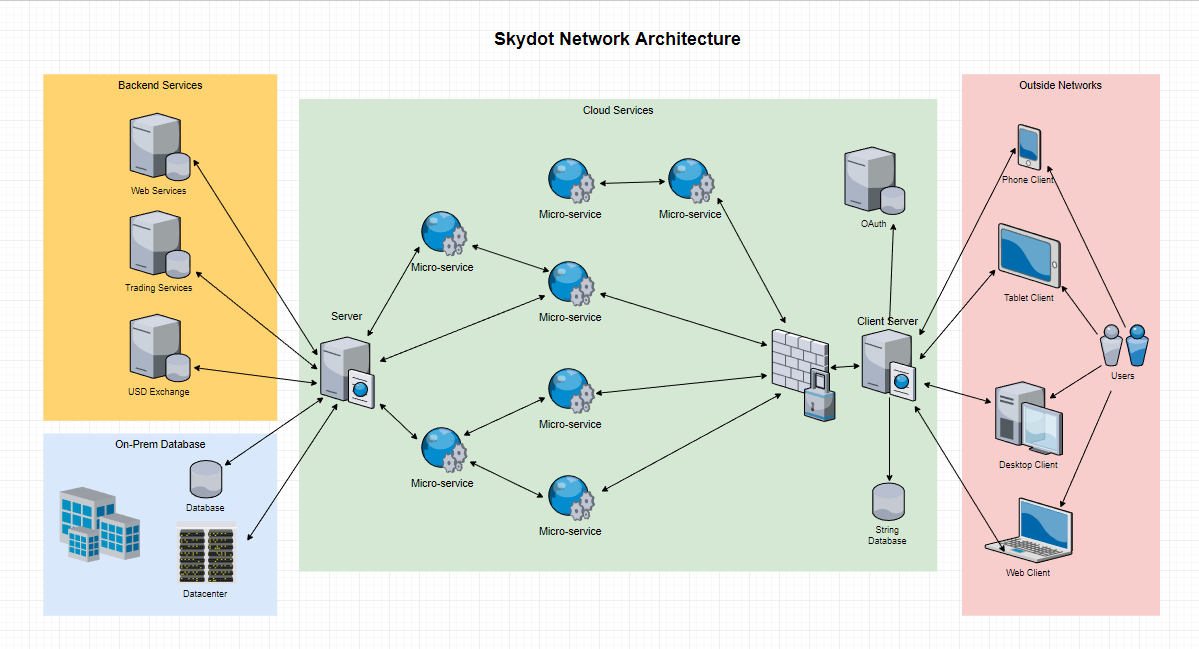 Skydot Network Architecture
Backend Services
Web Services
Trading Services
USD Exchange
On-Prem Database
Database
Datacenter
Cloud Services
Server
Micro-service
Micro-service
Micro-service
Micro-service
Micro-service
Micro-service
Micro-service
OAuth
Client Server
String
Database
Outside Networks
Phone Client
Tablet Client
Users
Desktop Client
Web Client